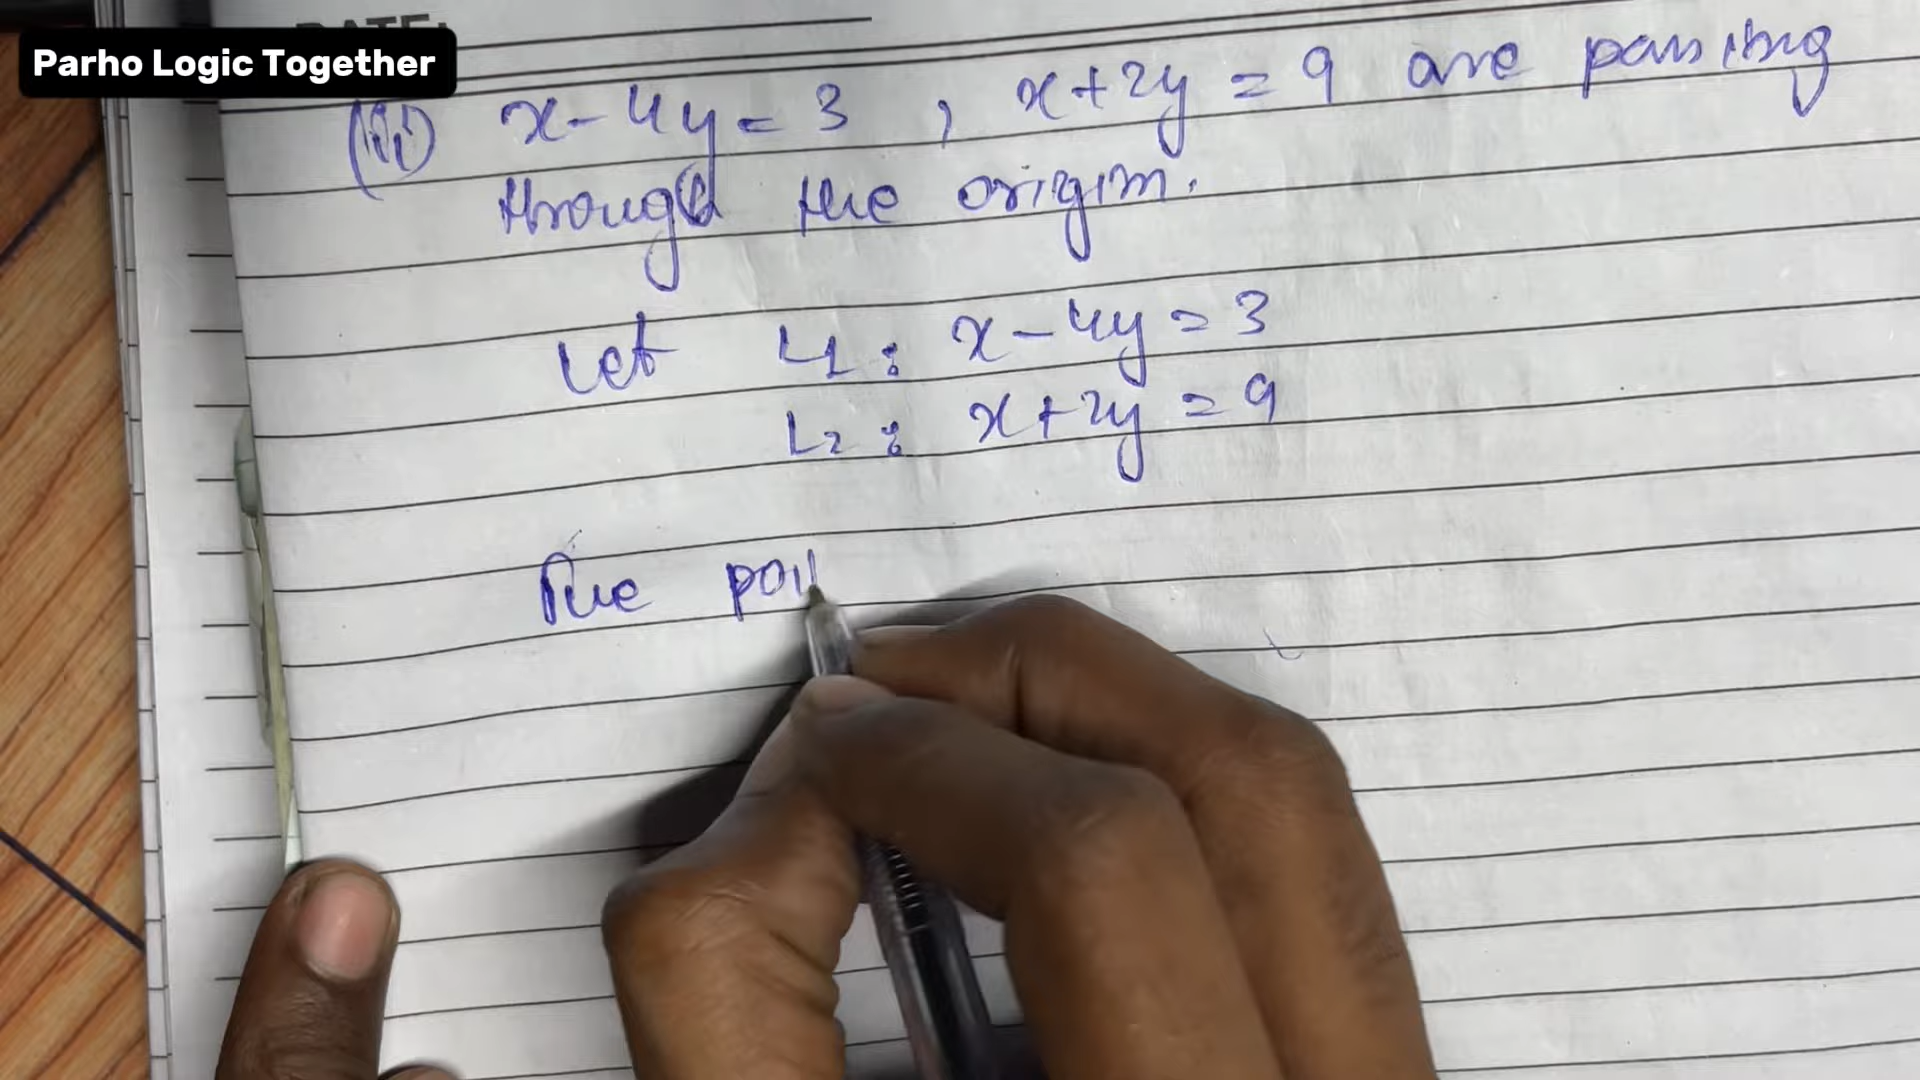 Parho Logic Together
(iii) x - 4y = 3 , x + 2y = 9 are passing
through the origin.
Let L1 : x - 4y = 3
L2 : x + 2y = 9
The poi